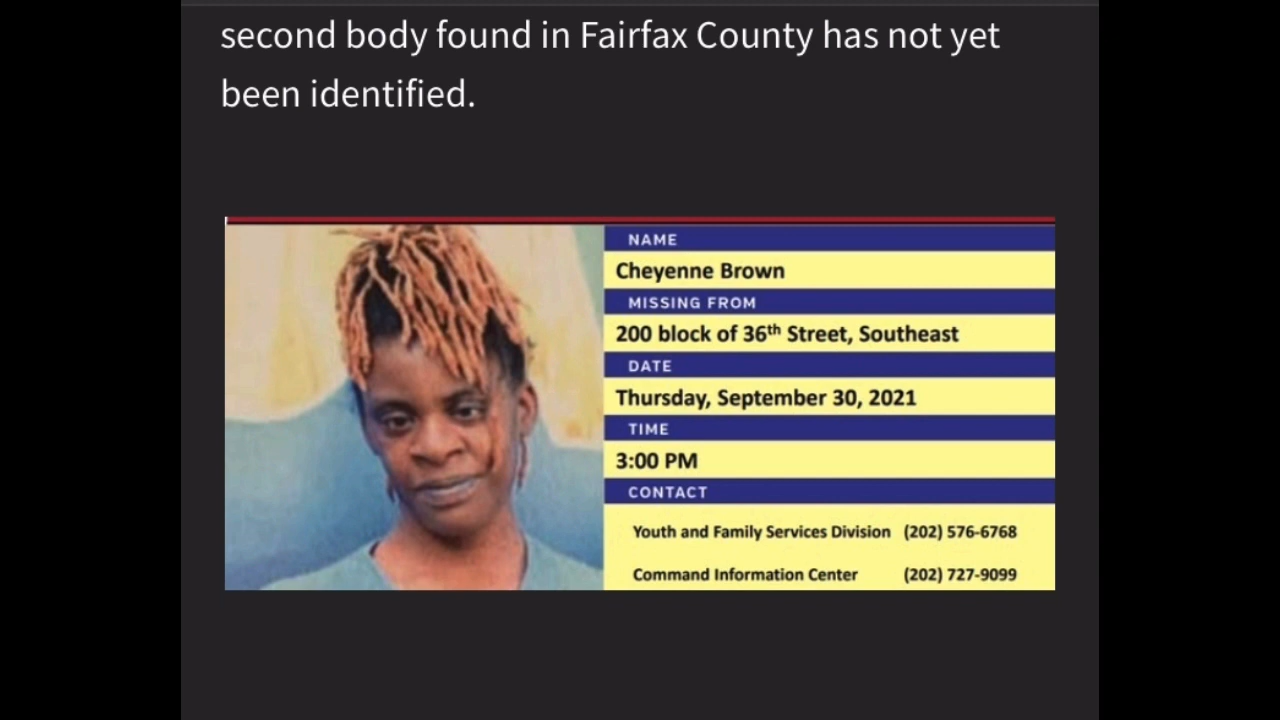 second body found in Fairfax County has not yet
been identified.
NAME
Cheyenne Brown
MISSING FROM
200 block of 36th Street, Southeast
DATE
Thursday, September 30, 2021
TIME
3:00 PM
CONTACT
Youth and Family Services Division (202) 576-6768
Command Information Center (202) 727-9099